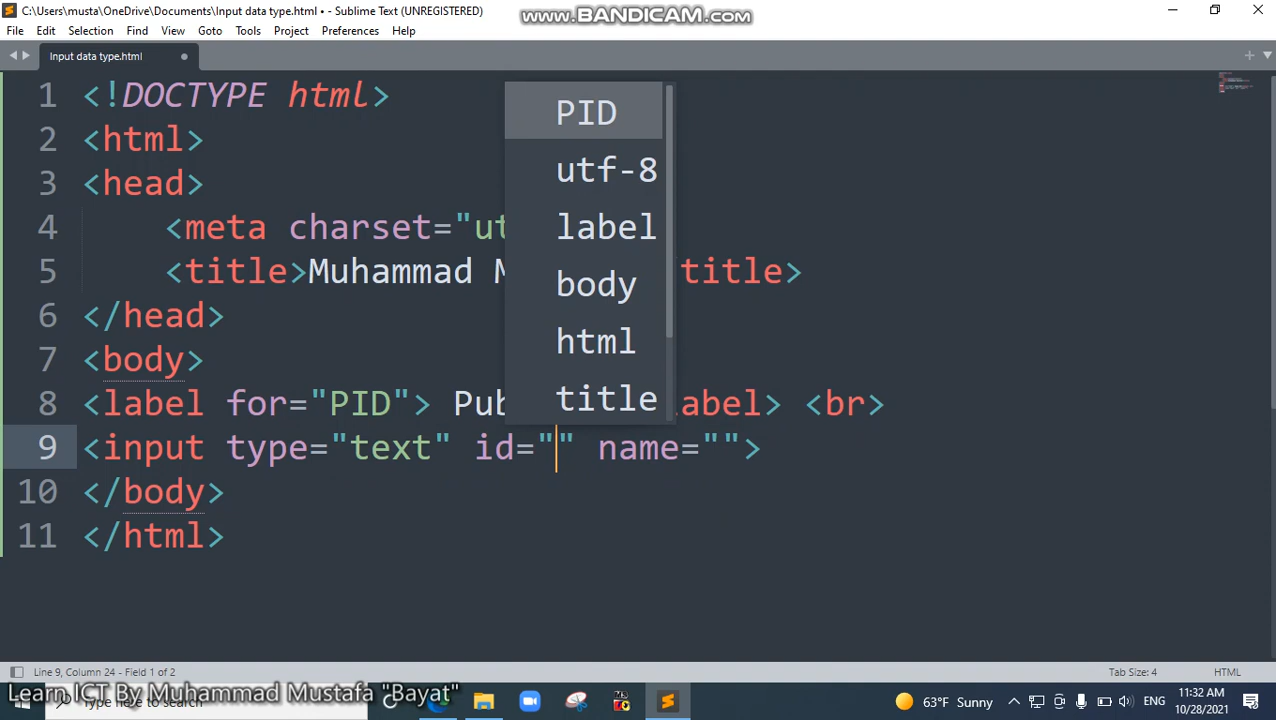 C:\Users\musta\OneDrive\Documents\Input data type.html • - Sublime Text (UNREGISTERED)
www.BANDICAM.com
File Edit Selection Find View Goto Tools Project Preferences Help
Input data type.html
1 <!DOCTYPE html>
2 <html>
3 <head>
4 <meta charset="ut
5 <title>Muhammad M title>
6 </head>
7 <body>
8 <label for="PID"> Pub abel> <br>
9 <input type="text" id="" name="">
10 </body>
11 </html>
PID
utf-8
label
body
html
title
Line 9, Column 24 - Field 1 of 2 Tab Size: 4 HTML
Learn ICT By Muhammad Mustafa "Bayat"
Type here to search
63°F Sunny
ENG
11:32 AM
10/28/2021